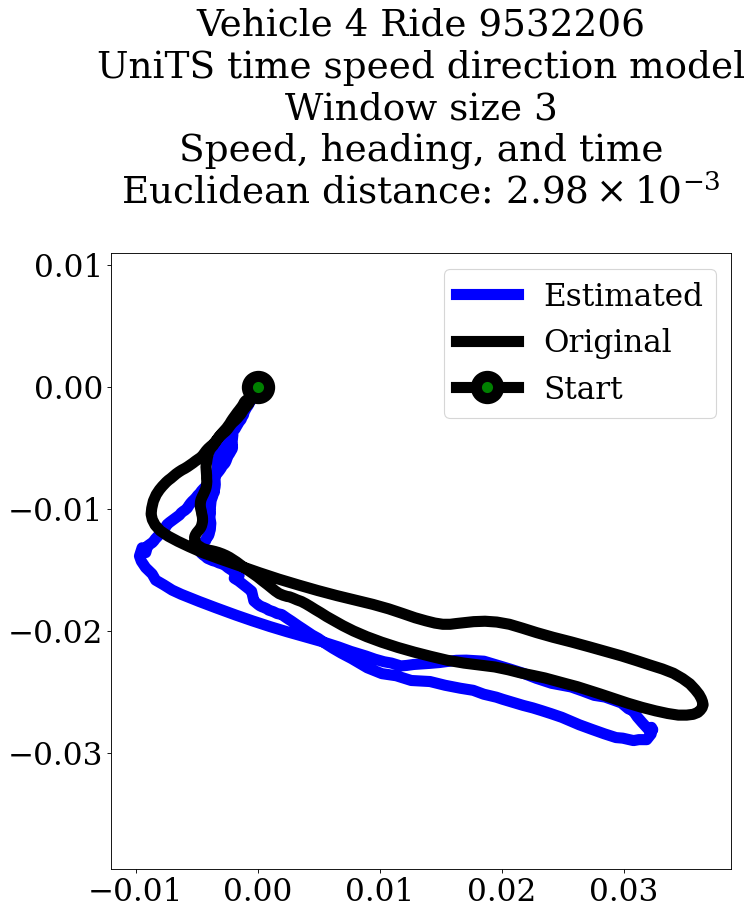 Vehicle 4 Ride 9532206
UniTS time speed direction model
Window size 3
Speed, heading, and time
Euclidean distance: 2.98 × 10⁻³
Estimated
Original
Start
0.01
0.00
−0.01
−0.02
−0.03
−0.01 0.00 0.01 0.02 0.03